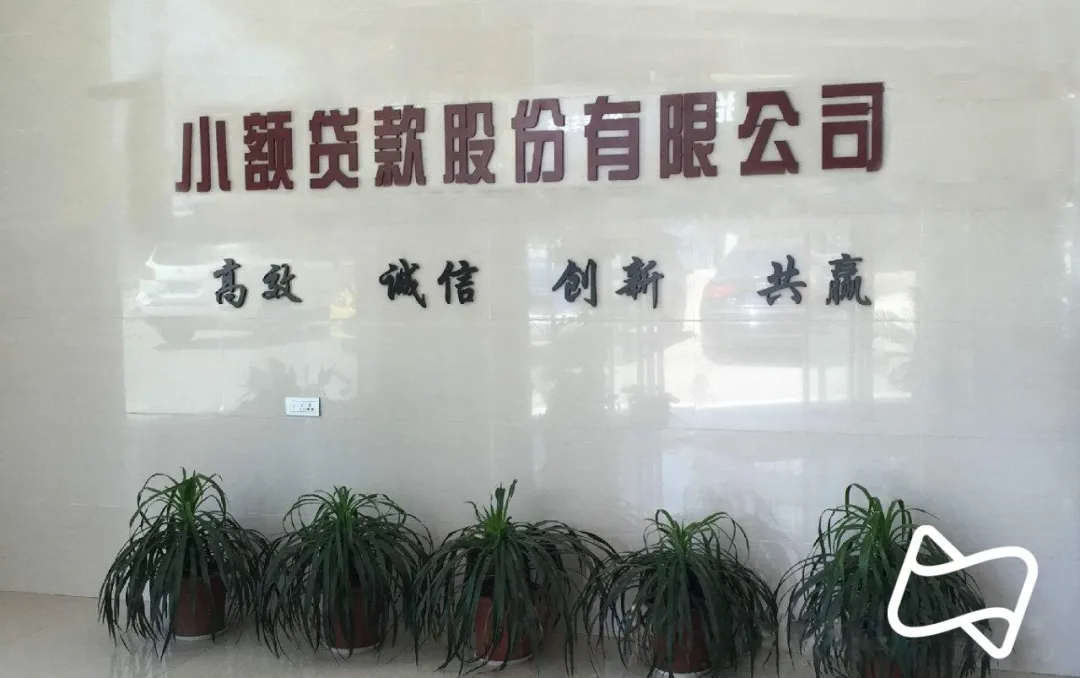 小额贷款股份有限公司
高效 诚信 创新 共赢